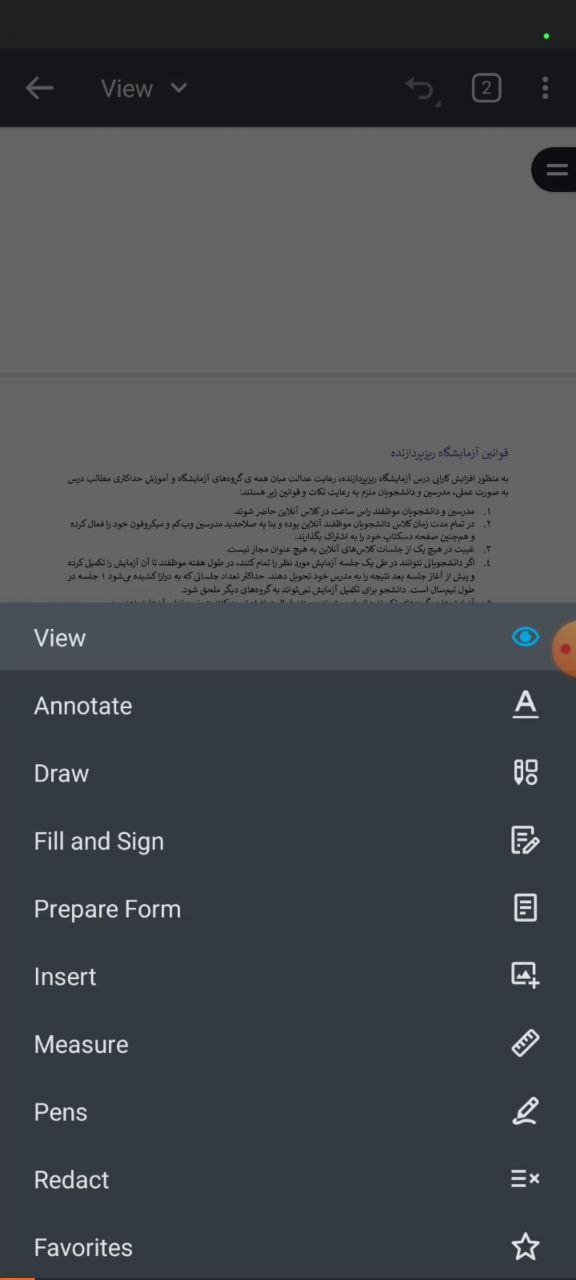 View
2
قوانین آزمایشگاه ریزپردازنده
به منظور افزایش کارایی درس آزمایشگاه ریزپردازنده، رعایت عدالت میان همه ی گروه‌های آزمایشگاه و آموزش حداکثری مطالب درس
به صورت عملی، مدرسین و دانشجویان ملزم به رعایت نکات و قوانین زیر هستند:
۱. مدرسین و دانشجویان موظفند راس ساعت در کلاس آنلاین حاضر شوند.
۲. در تمام مدت زمان کلاس دانشجویان موظفند آنلاین بوده و بنا به صلاحدید مدرسین وب‌کم و میکروفون خود را فعال کرده
و همچنین صفحه دسکتاپ خود را به اشتراک بگذارند.
۳. غیبت در هیچ یک از جلسات کلاس‌های آنلاین به هیچ عنوان مجاز نیست.
۴. اگر دانشجویانی نتوانند در طی یک جلسه آزمایش مورد نظر را تمام کنند، در طول هفته موظفند تا آن آزمایش را تکمیل کرده
و پیش از آغاز جلسه بعد نتیجه را به مدرس خود تحویل دهند. حداکثر تعداد جلساتی که به درازا کشیده می‌شود ۱ جلسه در
طول نیم‌سال است. دانشجو برای تکمیل آزمایش نمی‌تواند به گروه‌های دیگر ملحق شود.
View
Annotate
Draw
Fill and Sign
Prepare Form
Insert
Measure
Pens
Redact
Favorites